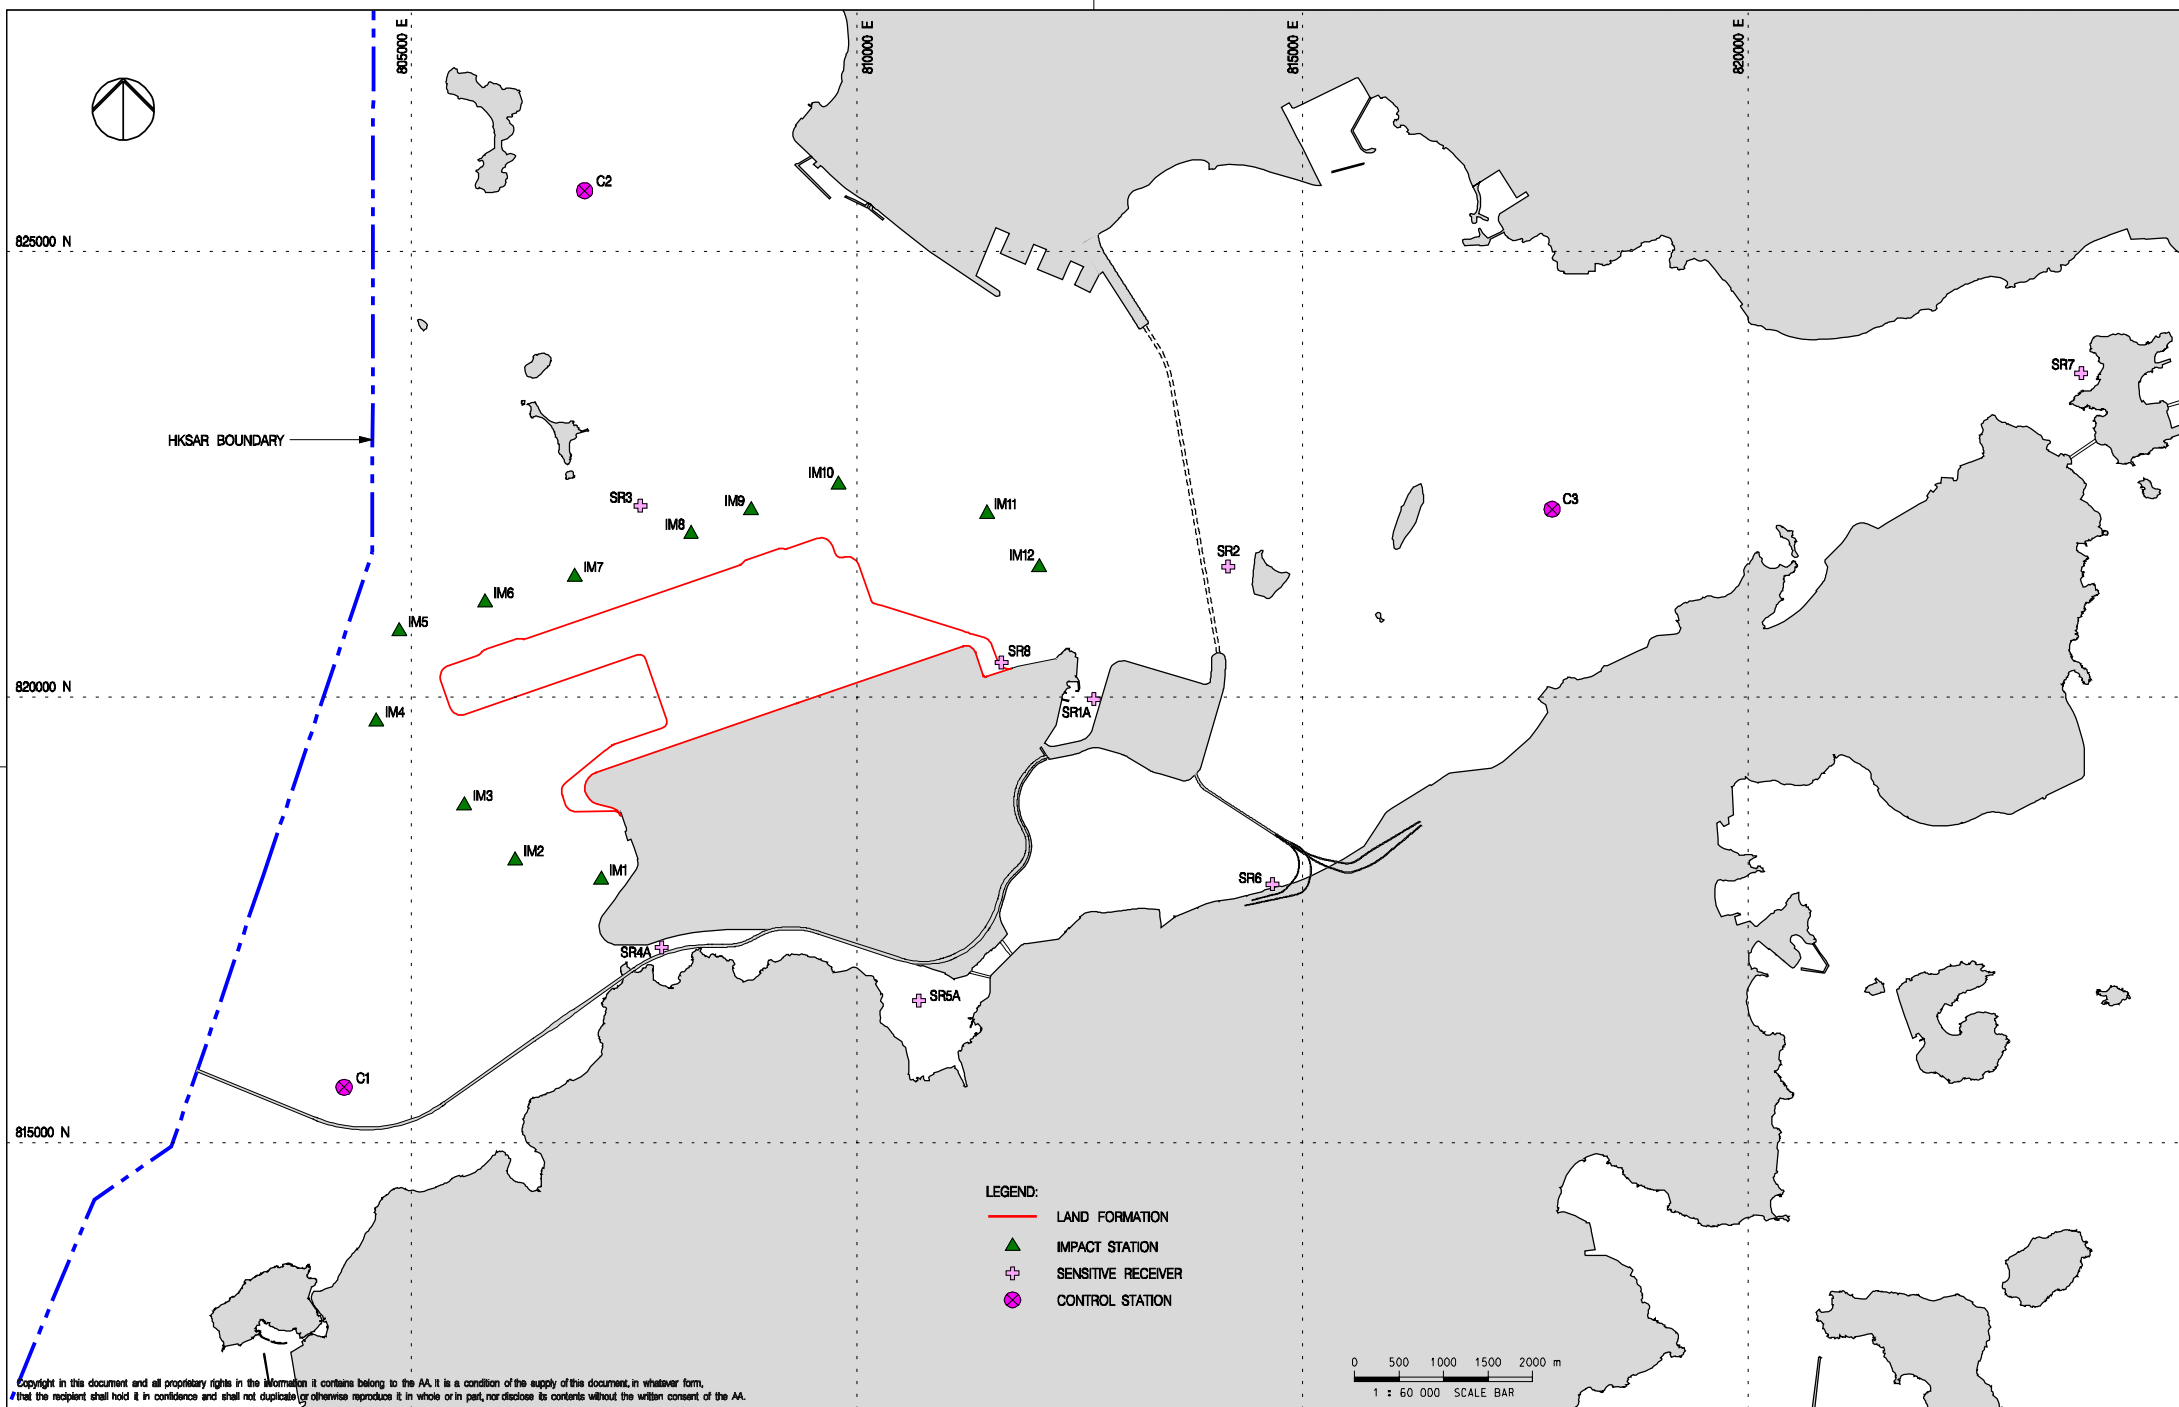 805000 E
810000 E
815000 E
820000 E
C2
825000 N
SR7
HKSAR BOUNDARY
IM10
SR3
IM9
IM11
C3
IM8
SR2
IM12
IM7
IM6
IM5
SR8
820000 N
IM4
SR1A
IM3
IM2
IM1
SR6
SR4A
SR5A
C1
815000 N
LEGEND:
LAND FORMATION
IMPACT STATION
SENSITIVE RECEIVER
CONTROL STATION
0 500 1000 1500 2000 m
1 : 60 000 SCALE BAR
Copyright in this document and all proprietary rights in the information it contains belong to the AA. It is a condition of the supply of this document, in whatever form,
that the recipient shall hold it in confidence and shall not duplicate or otherwise reproduce it in whole or in part, nor disclose its contents without the written consent of the AA.